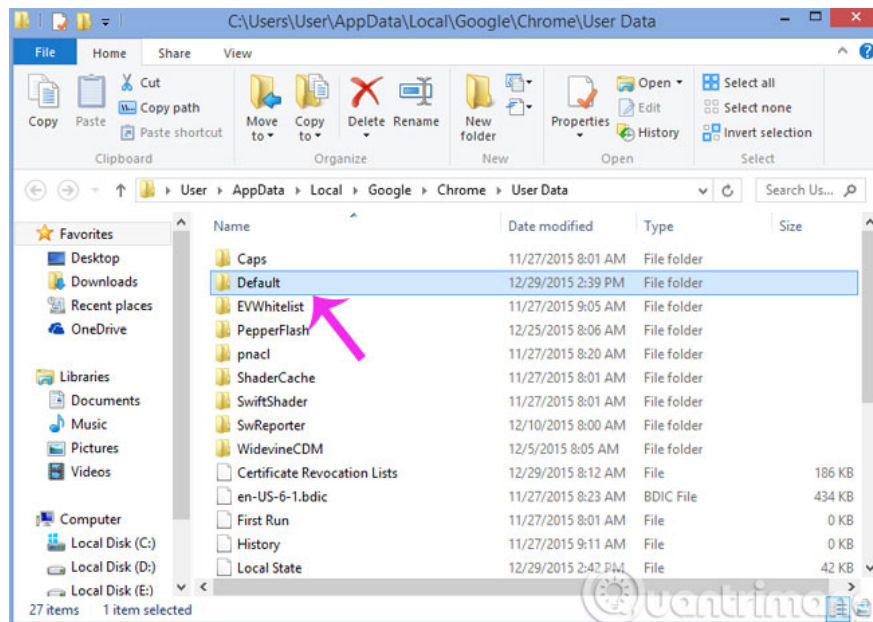 C:\Users\User\AppData\Local\Google\Chrome\User Data
File Home Share View
Copy
Paste
Cut
Copy path
Paste shortcut
Clipboard
Move to
Copy to
Delete
Rename
Organize
New folder
New
Properties
Open
Edit
History
Open
Select all
Select none
Invert selection
Select
User AppData Local Google Chrome User Data
Search Us...
Favorites
Desktop
Downloads
Recent places
OneDrive
Libraries
Documents
Music
Pictures
Videos
Computer
Local Disk (C:)
Local Disk (D:)
Local Disk (E:)
Name Date modified Type Size
Caps 11/27/2015 8:01 AM File folder
Default 12/29/2015 2:39 PM File folder
EVWhitelist 11/27/2015 9:05 AM File folder
PepperFlash 12/25/2015 8:06 AM File folder
pnacl 11/27/2015 8:20 AM File folder
ShaderCache 11/27/2015 8:01 AM File folder
SwiftShader 11/27/2015 8:01 AM File folder
SwReporter 12/10/2015 8:00 AM File folder
WidevineCDM 12/5/2015 8:05 AM File folder
Certificate Revocation Lists 12/29/2015 8:12 AM File 186 KB
en-US-6-1.bdic 11/27/2015 8:23 AM BDIC File 434 KB
First Run 11/27/2015 8:01 AM File 0 KB
History 11/27/2015 9:11 AM File 0 KB
Local State 12/29/2015 2:42 PM File 42 KB
27 items 1 item selected